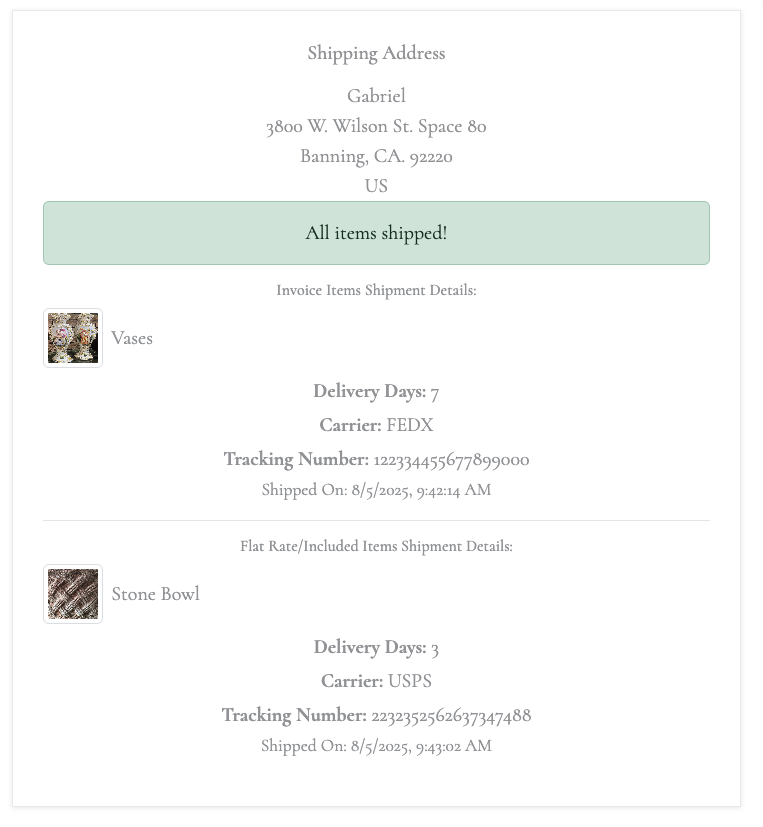 Shipping Address
Gabriel
3800 W. Wilson St. Space 80
Banning, CA. 92220
US
All items shipped!
Invoice Items Shipment Details:
Vases
Delivery Days: 7
Carrier: FEDX
Tracking Number: 122334455677899000
Shipped On: 8/5/2025, 9:42:14 AM
Flat Rate/Included Items Shipment Details:
Stone Bowl
Delivery Days: 3
Carrier: USPS
Tracking Number: 2232352562637347488
Shipped On: 8/5/2025, 9:43:02 AM